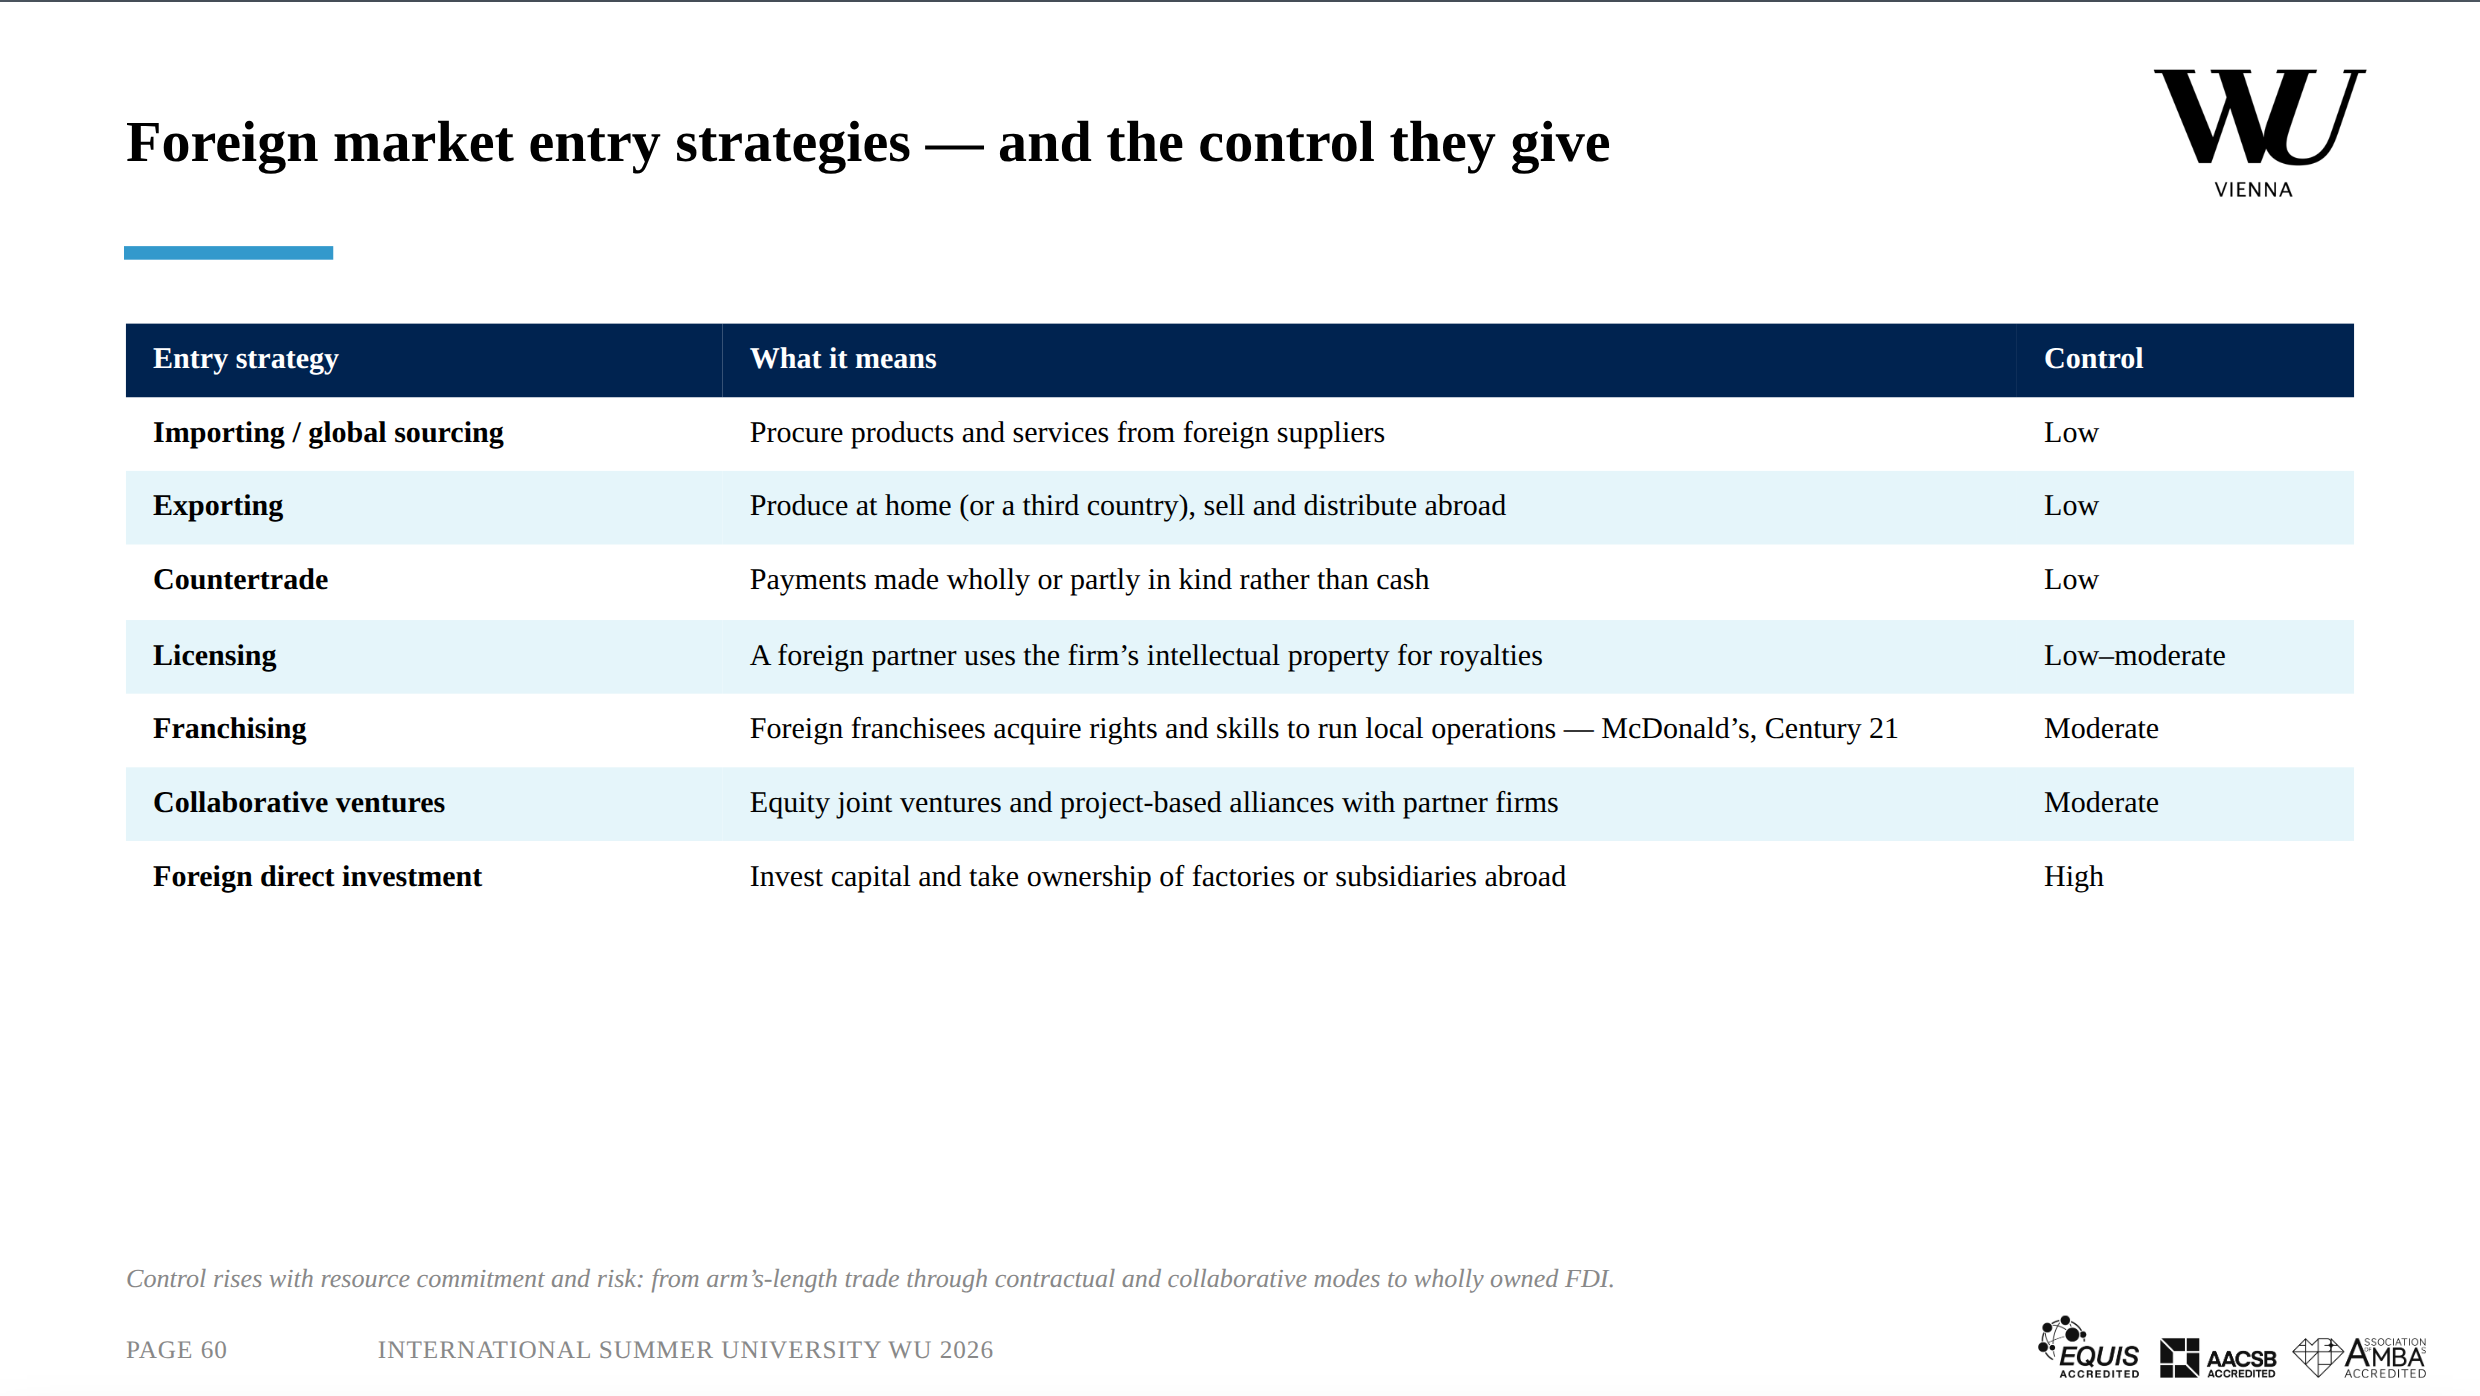 WU
VIENNA
Foreign market entry strategies — and the control they give
Entry strategy What it means Control
Importing / global sourcing Procure products and services from foreign suppliers Low
Exporting Produce at home (or a third country), sell and distribute abroad Low
Countertrade Payments made wholly or partly in kind rather than cash Low
Licensing A foreign partner uses the firm’s intellectual property for royalties Low–moderate
Franchising Foreign franchisees acquire rights and skills to run local operations — McDonald’s, Century 21 Moderate
Collaborative ventures Equity joint ventures and project-based alliances with partner firms Moderate
Foreign direct investment Invest capital and take ownership of factories or subsidiaries abroad High
Control rises with resource commitment and risk: from arm’s-length trade through contractual and collaborative modes to wholly owned FDI.
PAGE 60 INTERNATIONAL SUMMER UNIVERSITY WU 2026
EQUIS
ACCREDITED
AACSB
ACCREDITED
ASSOCIATION
OF
AMBAS
ACCREDITED